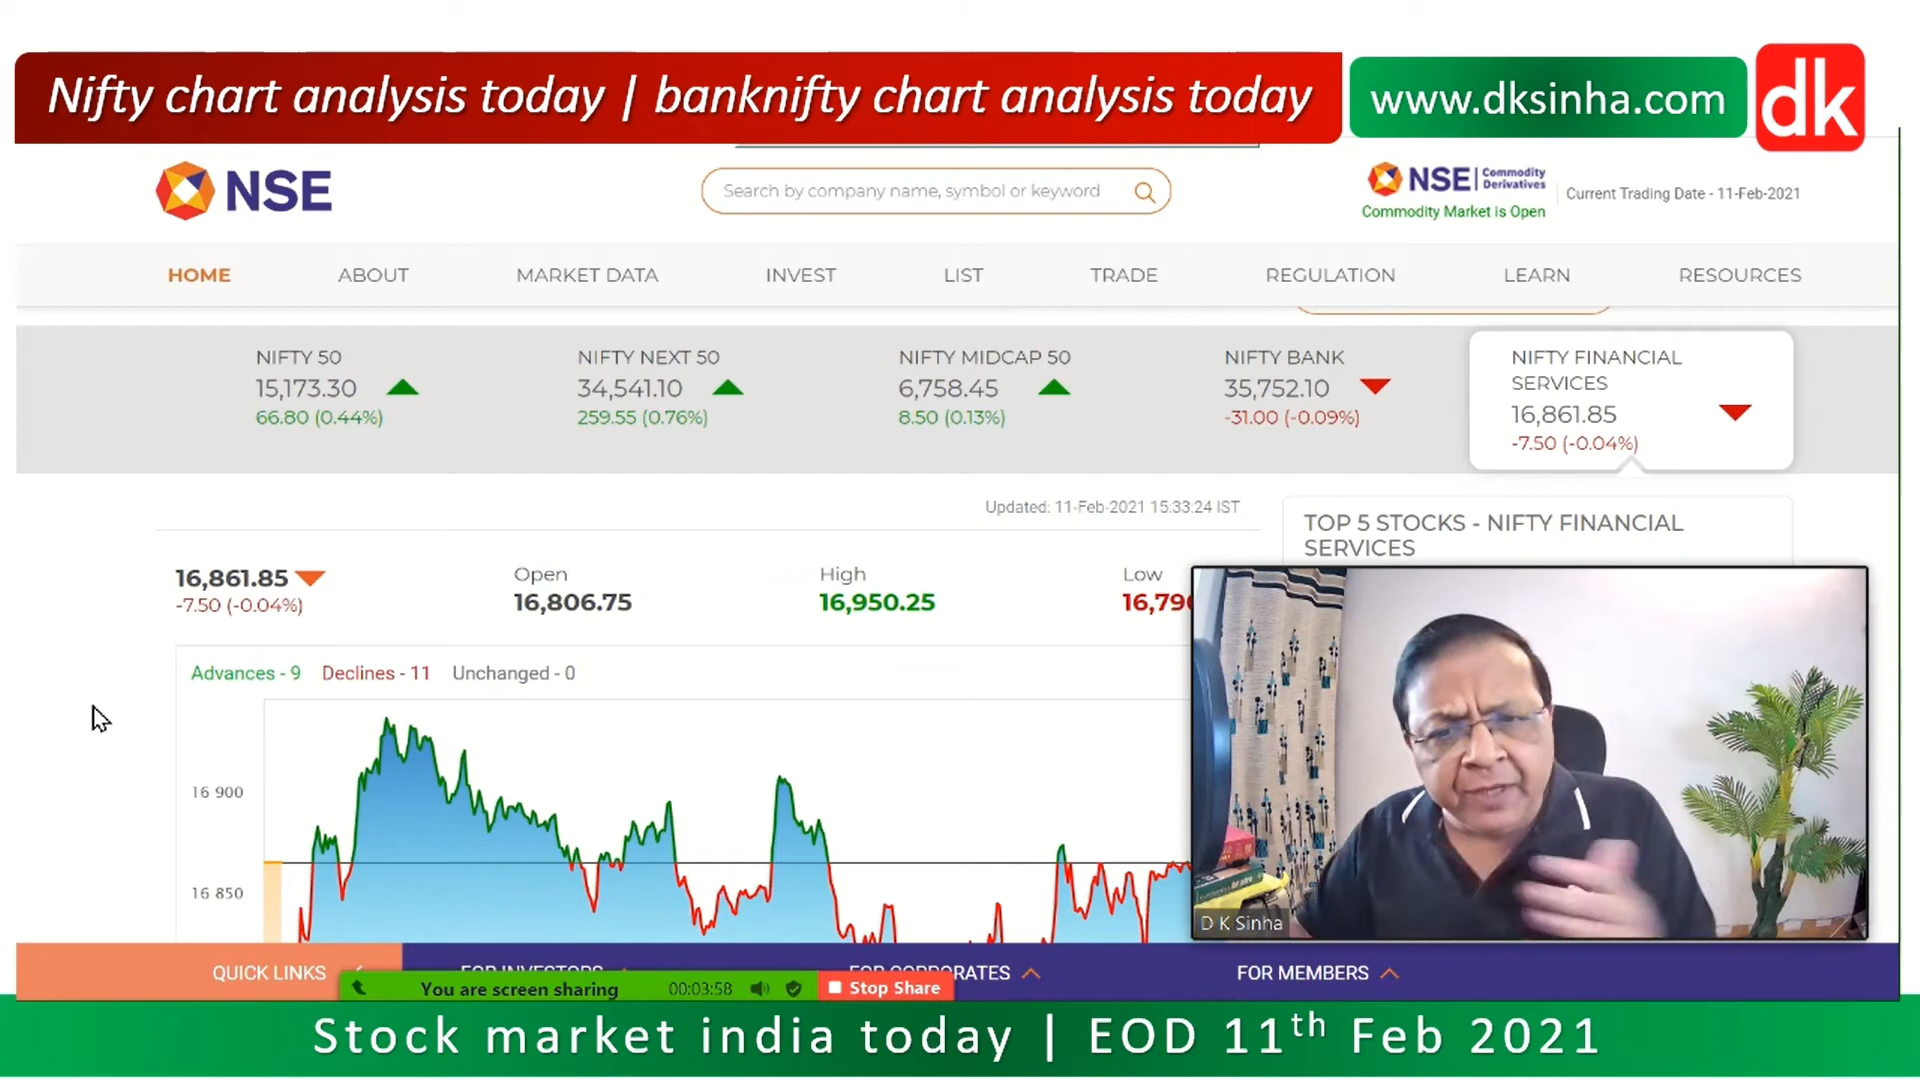 Nifty chart analysis today | banknifty chart analysis today
www.dksinha.com
dk
NSE
Search by company name, symbol or keyword
NSE
Commodity
Derivatives
Commodity Market is Open
Current Trading Date - 11-Feb-2021
HOME
ABOUT
MARKET DATA
INVEST
LIST
TRADE
REGULATION
LEARN
RESOURCES
NIFTY 50
15,173.30
66.80 (0.44%)
NIFTY NEXT 50
34,541.10
259.55 (0.76%)
NIFTY MIDCAP 50
6,758.45
8.50 (0.13%)
NIFTY BANK
35,752.10
-31.00 (-0.09%)
NIFTY FINANCIAL
SERVICES
16,861.85
-7.50 (-0.04%)
Updated: 11-Feb-2021 15:33:24 IST
TOP 5 STOCKS - NIFTY FINANCIAL
SERVICES
16,861.85
-7.50 (-0.04%)
Open
16,806.75
High
16,950.25
Low
Advances - 9
Declines - 11
Unchanged - 0
16 900
16 850
D K Sinha
QUICK LINKS
FOR INVESTORS
FOR CORPORATES
FOR MEMBERS
You are screen sharing
00:03:58
Stop Share
Stock market india today | EOD 11th Feb 2021